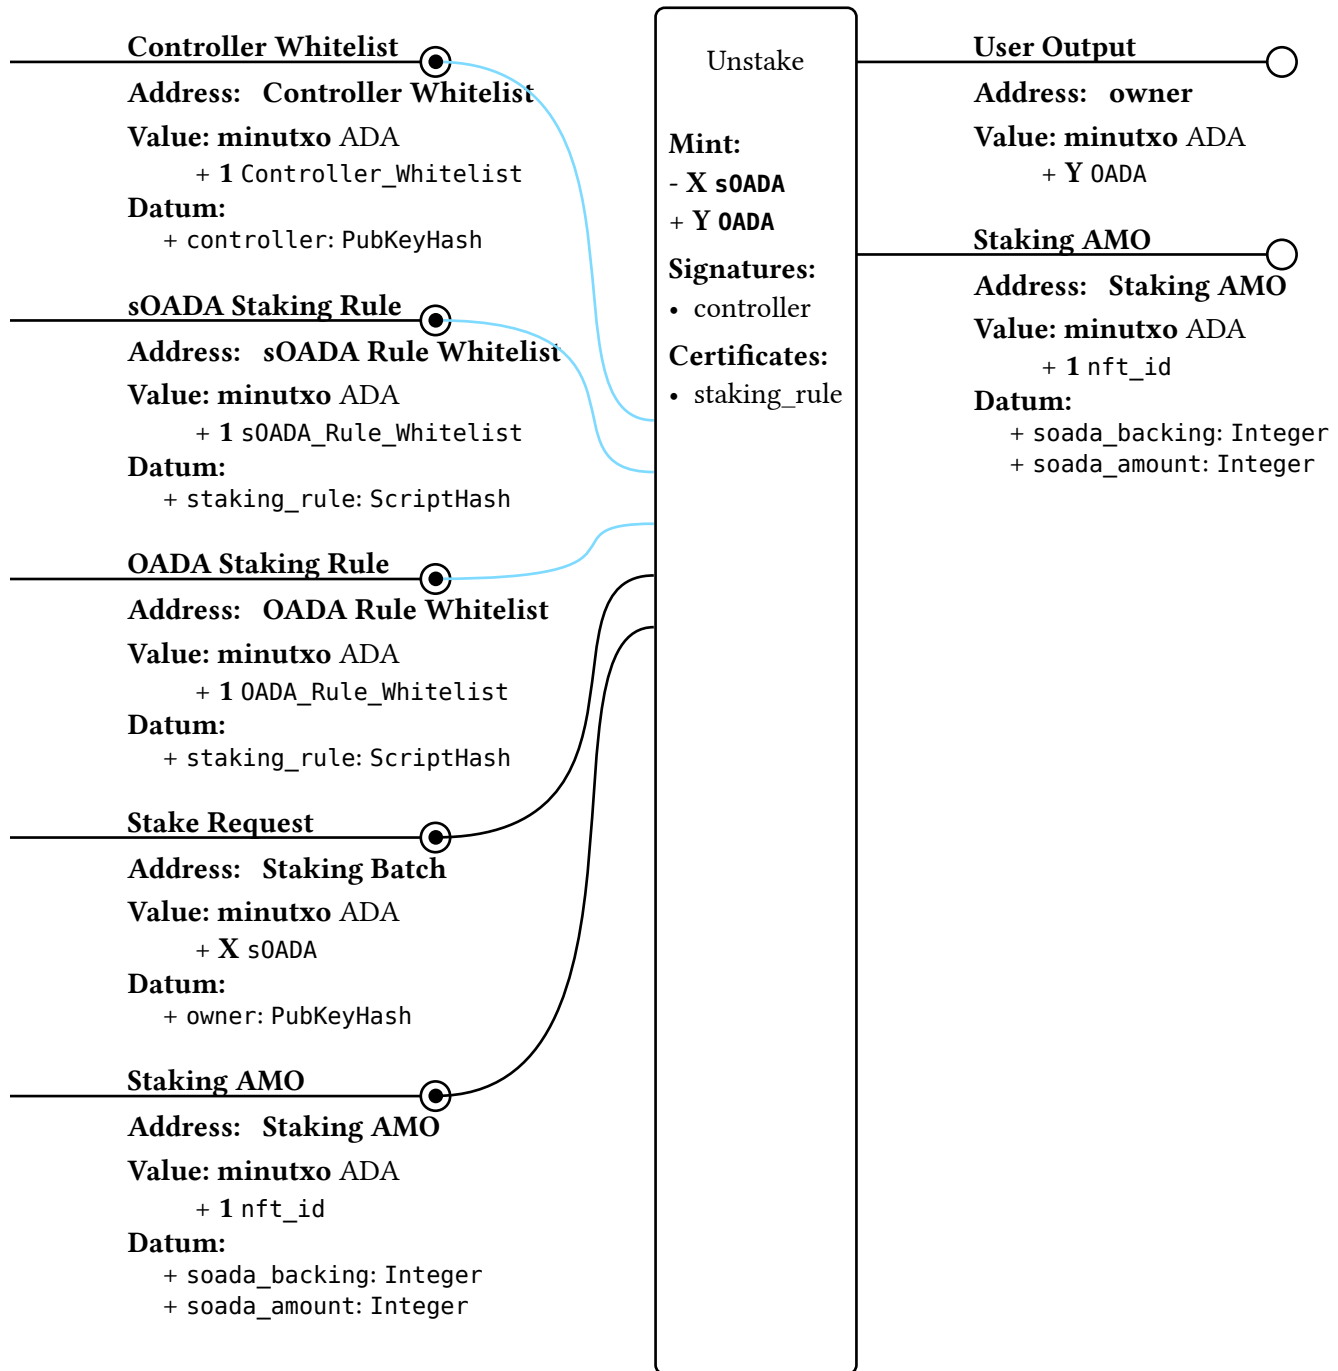 Controller Whitelist
Address: Controller Whitelist
Value: minutxo ADA
+ 1 Controller_Whitelist
Datum:
+ controller: PubKeyHash
sOADA Staking Rule
Address: sOADA Rule Whitelist
Value: minutxo ADA
+ 1 sOADA_Rule_Whitelist
Datum:
+ staking_rule: ScriptHash
OADA Staking Rule
Address: OADA Rule Whitelist
Value: minutxo ADA
+ 1 OADA_Rule_Whitelist
Datum:
+ staking_rule: ScriptHash
Stake Request
Address: Staking Batch
Value: minutxo ADA
+ X sOADA
Datum:
+ owner: PubKeyHash
Staking AMO
Address: Staking AMO
Value: minutxo ADA
+ 1 nft_id
Datum:
+ soada_backing: Integer
+ soada_amount: Integer
Unstake
Mint:
- X sOADA
+ Y OADA
Signatures:
• controller
Certificates:
• staking_rule
User Output
Address: owner
Value: minutxo ADA
+ Y OADA
Staking AMO
Address: Staking AMO
Value: minutxo ADA
+ 1 nft_id
Datum:
+ soada_backing: Integer
+ soada_amount: Integer